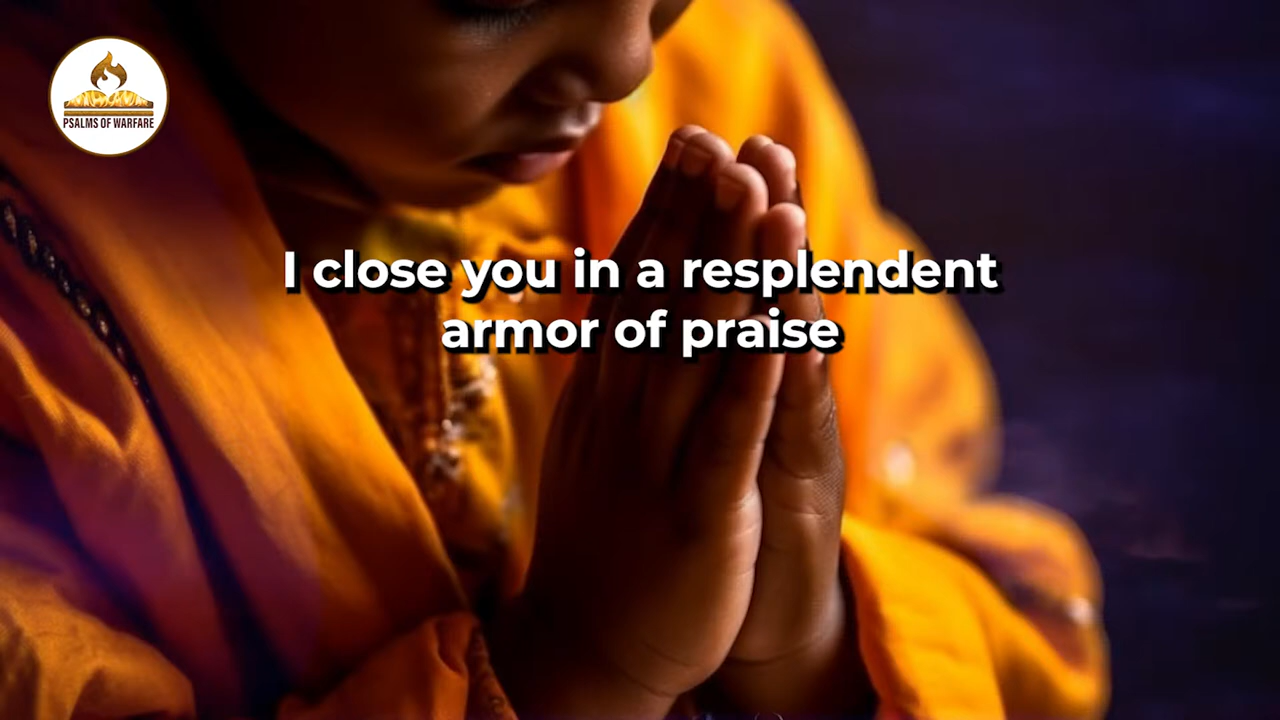 PSALMS OF WARFARE
I close you in a resplendent
armor of praise